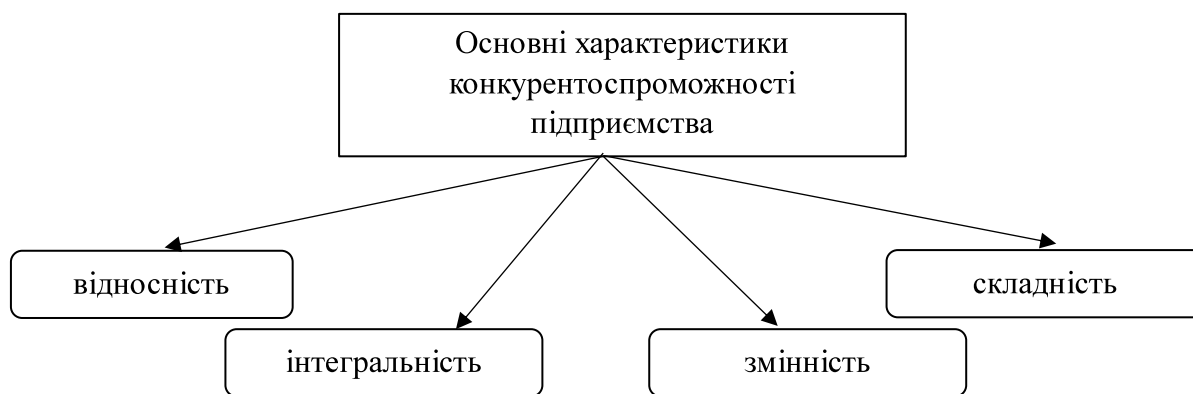 Основні характеристики
конкурентоспроможності
підприємства
відносність
складність
інтегральність
змінність